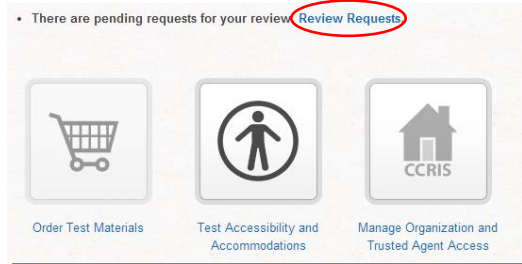 • There are pending requests for your review. Review Requests.
CCRIS
Order Test Materials
Test Accessibility and
Accommodations
Manage Organization and
Trusted Agent Access